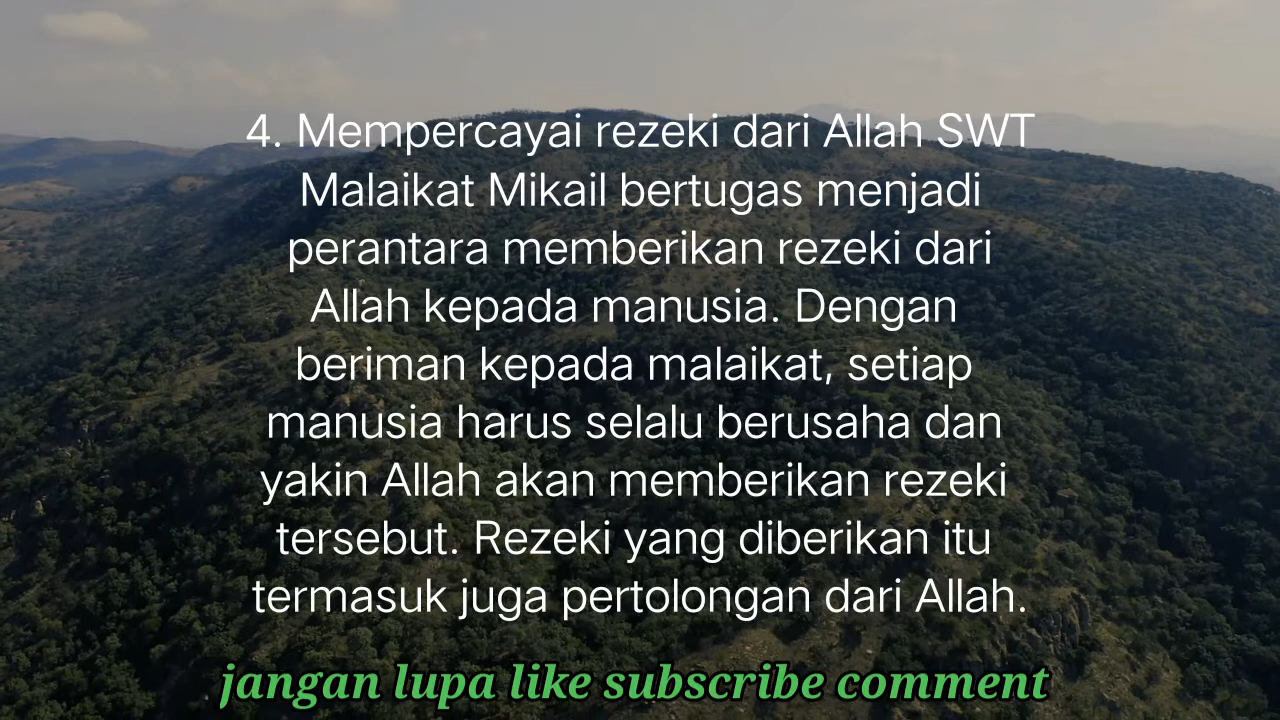 4. Mempercayai rezeki dari Allah SWT
Malaikat Mikail bertugas menjadi
perantara memberikan rezeki dari
Allah kepada manusia. Dengan
beriman kepada malaikat, setiap
manusia harus selalu berusaha dan
yakin Allah akan memberikan rezeki
tersebut. Rezeki yang diberikan itu
termasuk juga pertolongan dari Allah.
jangan lupa like subscribe comment